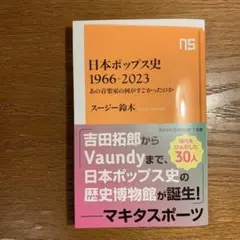 NS
日本ポップス史
1966-2023
あの音楽家の何がすごかったのか
スージー鈴木
吉田拓郎から
Vaundyまで、
日本ポップス史の
歴史博物館が誕生!
──マキタスポーツ
30人